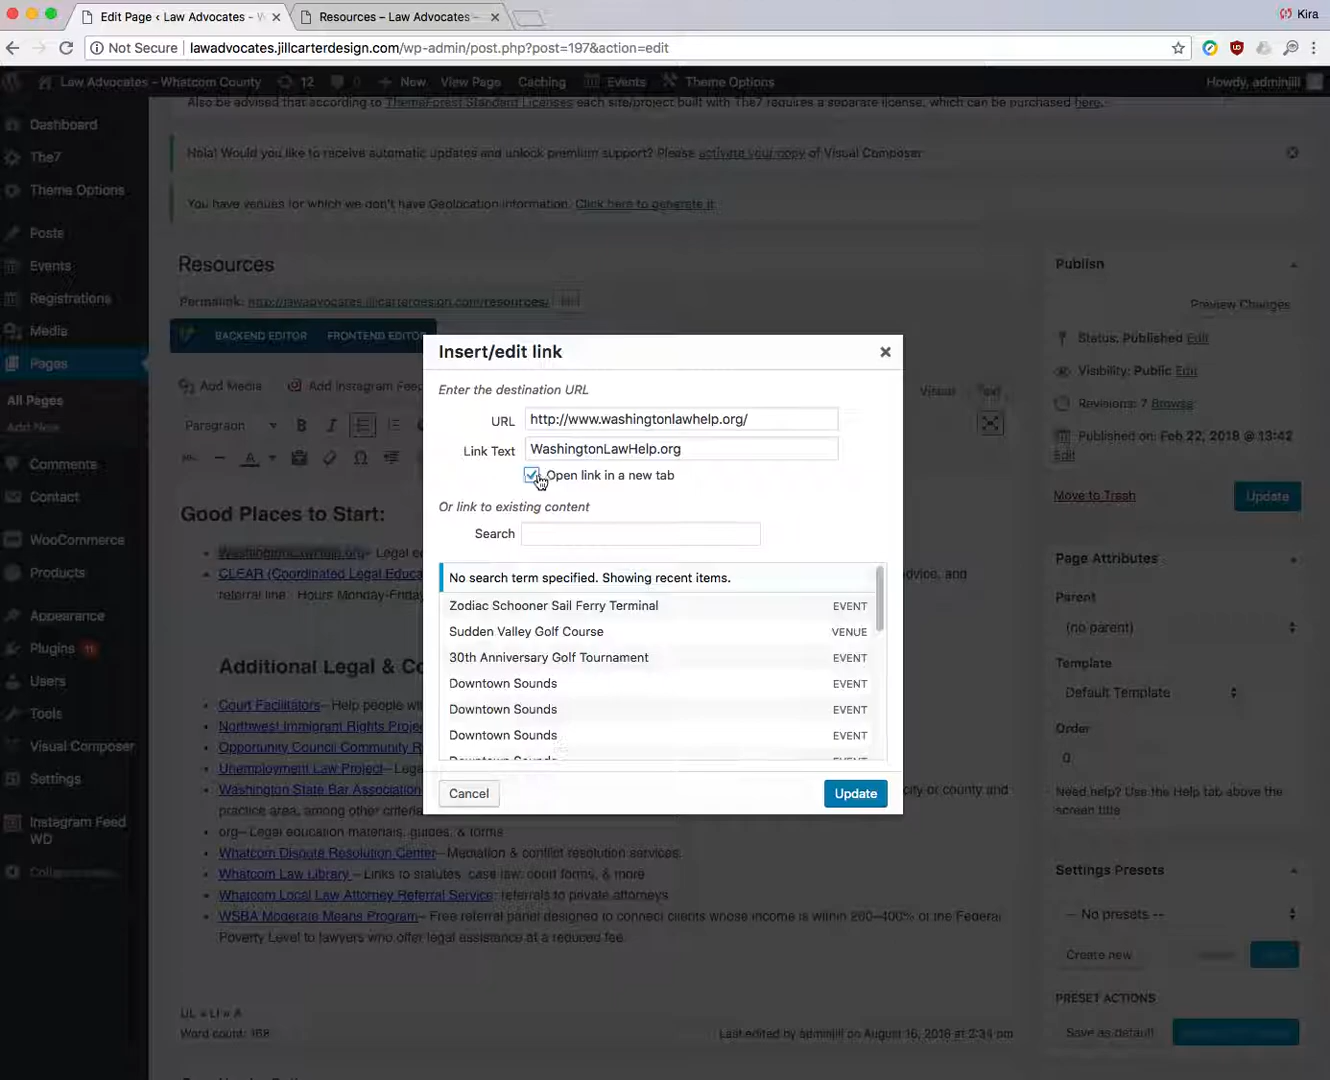 Edit Page ‹ Law Advocates – W
Resources – Law Advocates –
Kira
Not Secure
lawadvocates.jillcarterdesign.com/wp-admin/post.php?post=197&action=edit
Law Advocates – Whatcom County
12
0
New
View Page
Caching
Events
Theme Options
Howdy, adminjill
Also be advised that according to ThemeForest Standard Licenses each site/project built with The7 requires a separate license, which can be purchased here.
Hola! Would you like to receive automatic updates and unlock premium support? Please activate your copy of Visual Composer.
You have venues for which we don't have Geolocation information. Click here to generate it.
Dashboard
The7
Theme Options
Posts
Events
Registrations
Media
Pages
All Pages
Add New
Comments
Contact
WooCommerce
Products
Appearance
Plugins 11
Users
Tools
Visual Composer
Settings
Instagram Feed
WD
Resources
Permalink: http://lawadvocates.jillcarterdesign.com/resources/
BACKEND EDITOR
FRONTEND EDITOR
Add Media
Add Instagram Feed
Visual
Text
Paragraph
B
I
Good Places to Start:
WashingtonLawHelp.org– Legal
CLEAR (Coordinated Legal Educa
advice, and
referral line. Hours Monday-Friday
Additional Legal & Co
Court Facilitators– Help people wi
Northwest Immigrant Rights Proje
Opportunity Council Community R
Unemployment Law Project– Lega
Washington State Bar Association
city or county and
practice area, among other criteria
org– Legal education materials, guides, & forms
Whatcom Dispute Resolution Center– Mediation & conflict resolution services.
Whatcom Law Library – Links to statutes, case law, court forms, & more
Whatcom Local Law Attorney Referral Service: referrals to private attorneys
WSBA Moderate Means Program– Free referral panel designed to connect clients whose income is within 200–400% of the Federal
Poverty Level to lawyers who offer legal assistance at a reduced fee.
UL » LI » A
Word count: 168
Last edited by adminjill on August 16, 2018 at 2:34 pm
Insert/edit link
Enter the destination URL
URL
http://www.washingtonlawhelp.org/
Link Text
WashingtonLawHelp.org
Open link in a new tab
Or link to existing content
Search
No search term specified. Showing recent items.
Zodiac Schooner Sail Ferry Terminal EVENT
Sudden Valley Golf Course VENUE
30th Anniversary Golf Tournament EVENT
Downtown Sounds EVENT
Downtown Sounds EVENT
Downtown Sounds EVENT
Downtown Sounds EVENT
Cancel
Update
Publish
Preview Changes
Status: Published Edit
Visibility: Public Edit
Revisions: 7 Browse
Published on: Feb 22, 2018 @ 13:42
Edit
Move to Trash
Update
Page Attributes
Parent
(no parent)
Template
Default Template
Order
0
Need help? Use the Help tab above the
screen title.
Settings Presets
-- No presets --
Create new
PRESET ACTIONS
Save as default